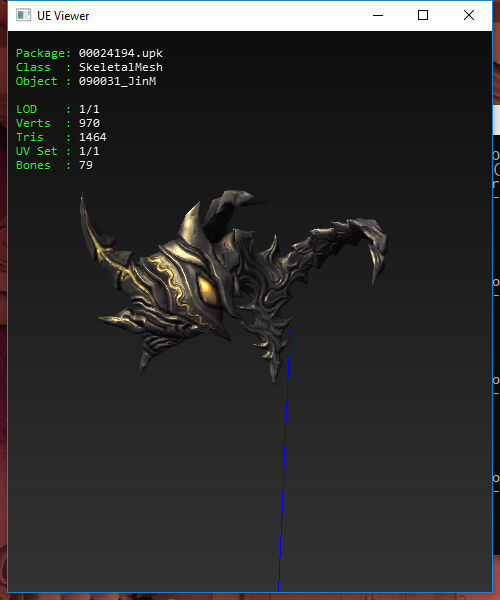 UE Viewer
Package: 00024194.upk
Class : SkeletalMesh
Object : 090031_JinM
LOD : 1/1
Verts : 970
Tris : 1464
UV Set : 1/1
Bones : 79